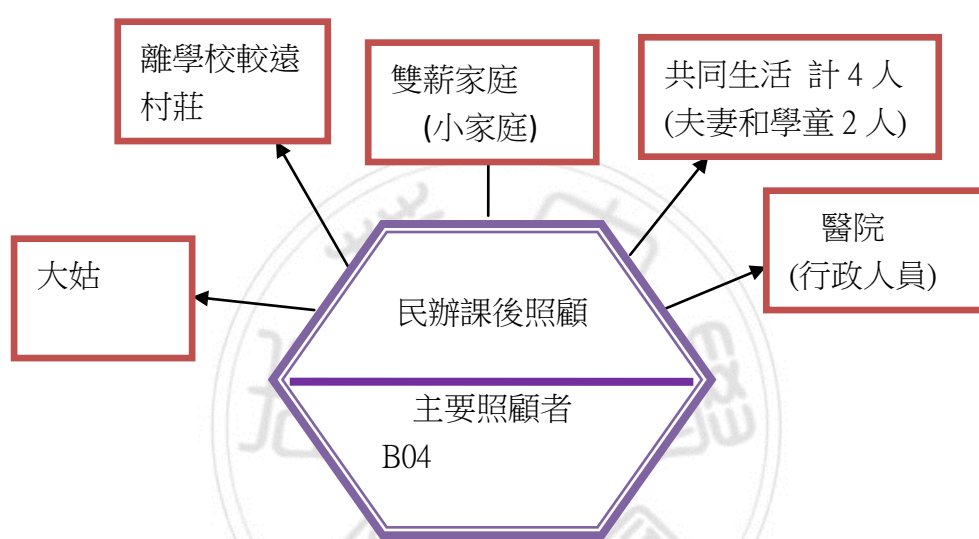 離學校較遠
村莊
雙薪家庭
(小家庭)
共同生活 計 4 人
(夫妻和學童 2 人)
醫院
(行政人員)
大姑
民辦課後照顧
主要照顧者
B04